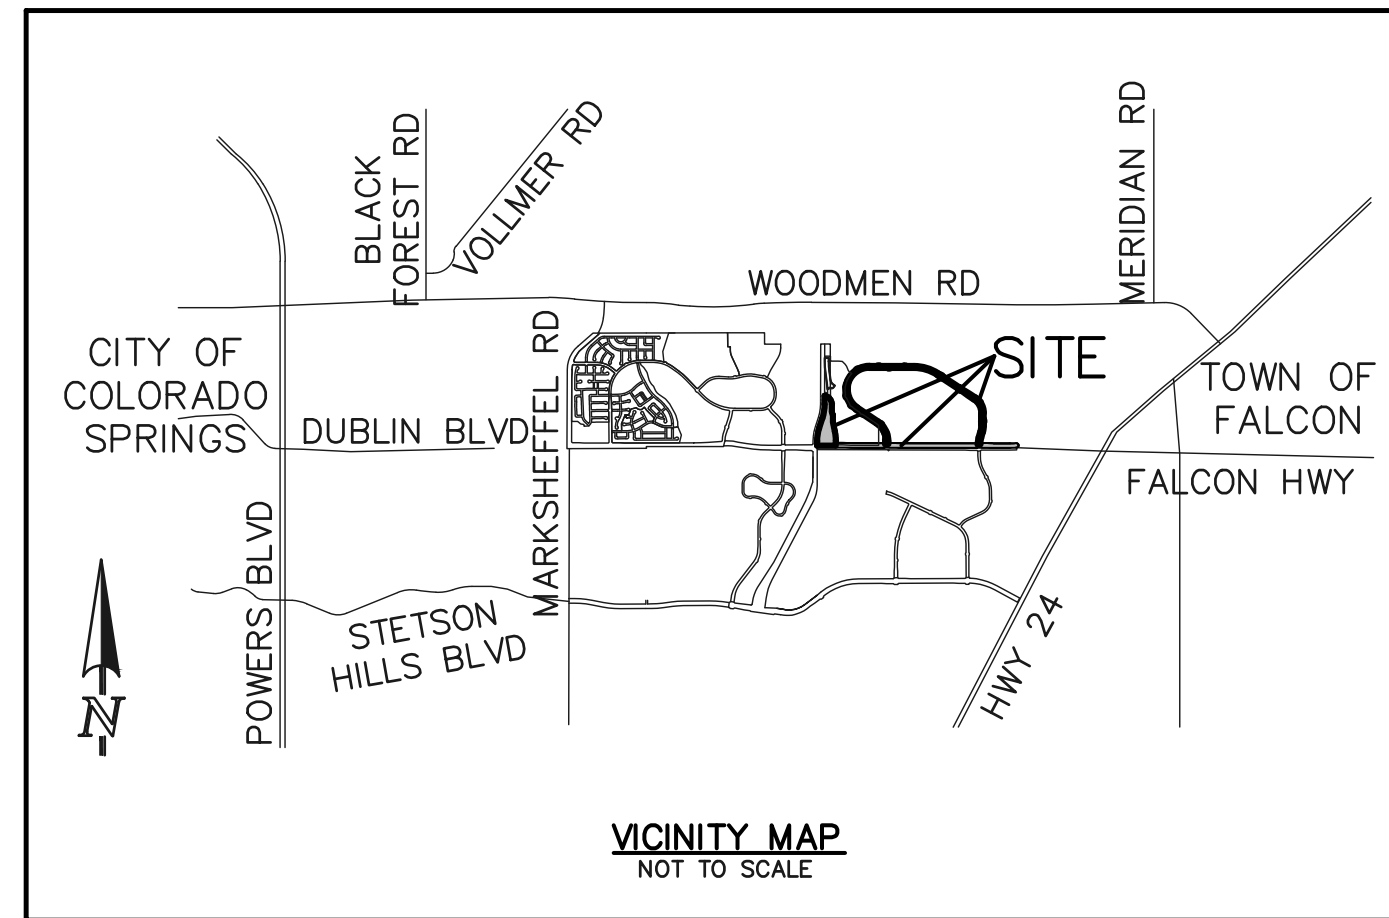 BLACK
FOREST RD
VOLLMER RD
MERIDIAN RD
WOODMEN RD
CITY OF
COLORADO
SPRINGS
DUBLIN BLVD
MARKSHEFFEL RD
SITE
TOWN OF
FALCON
FALCON HWY
POWERS BLVD
STETSON
HILLS BLVD
HWY 24
N
VICINITY MAP
NOT TO SCALE